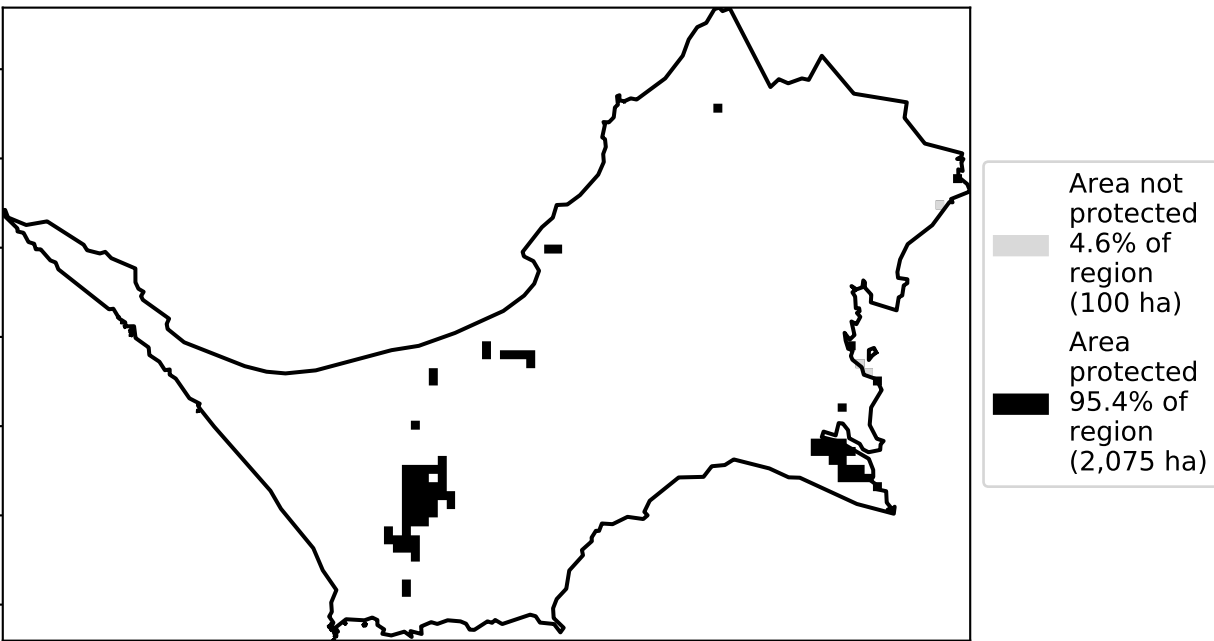 Area not
protected
4.6% of
region
(100 ha)
Area
protected
95.4% of
region
(2,075 ha)